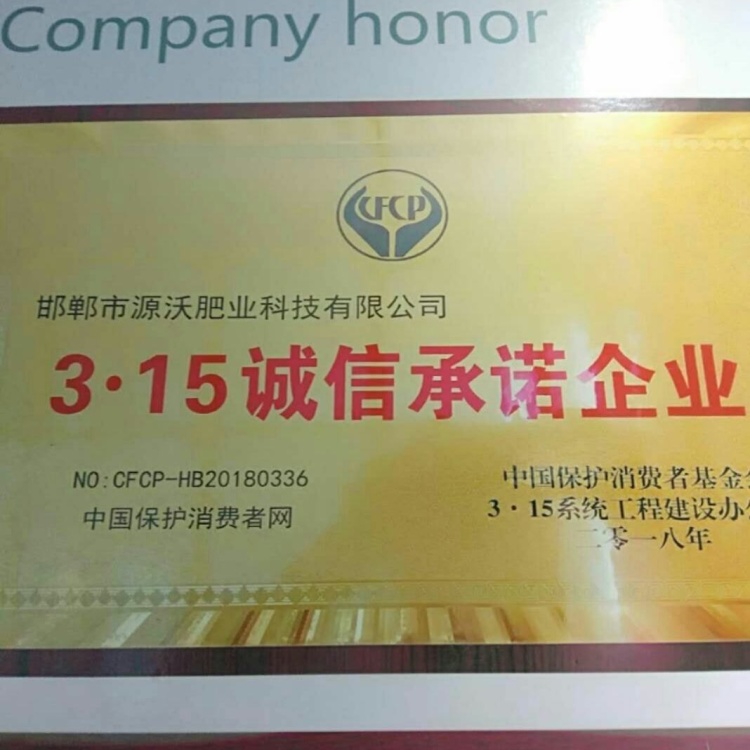 Company honor
CFCP
邯郸市源沃肥业科技有限公司
3·15诚信承诺企业
NO:CFCP-HB20180336
中国保护消费者网
中国保护消费者基金会
3·15系统工程建设办
二零一八年